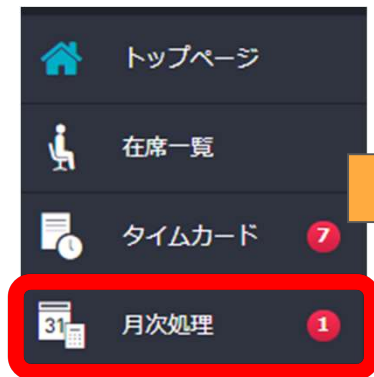 トップページ
在席一覧
タイムカード 7
31 月次処理 1